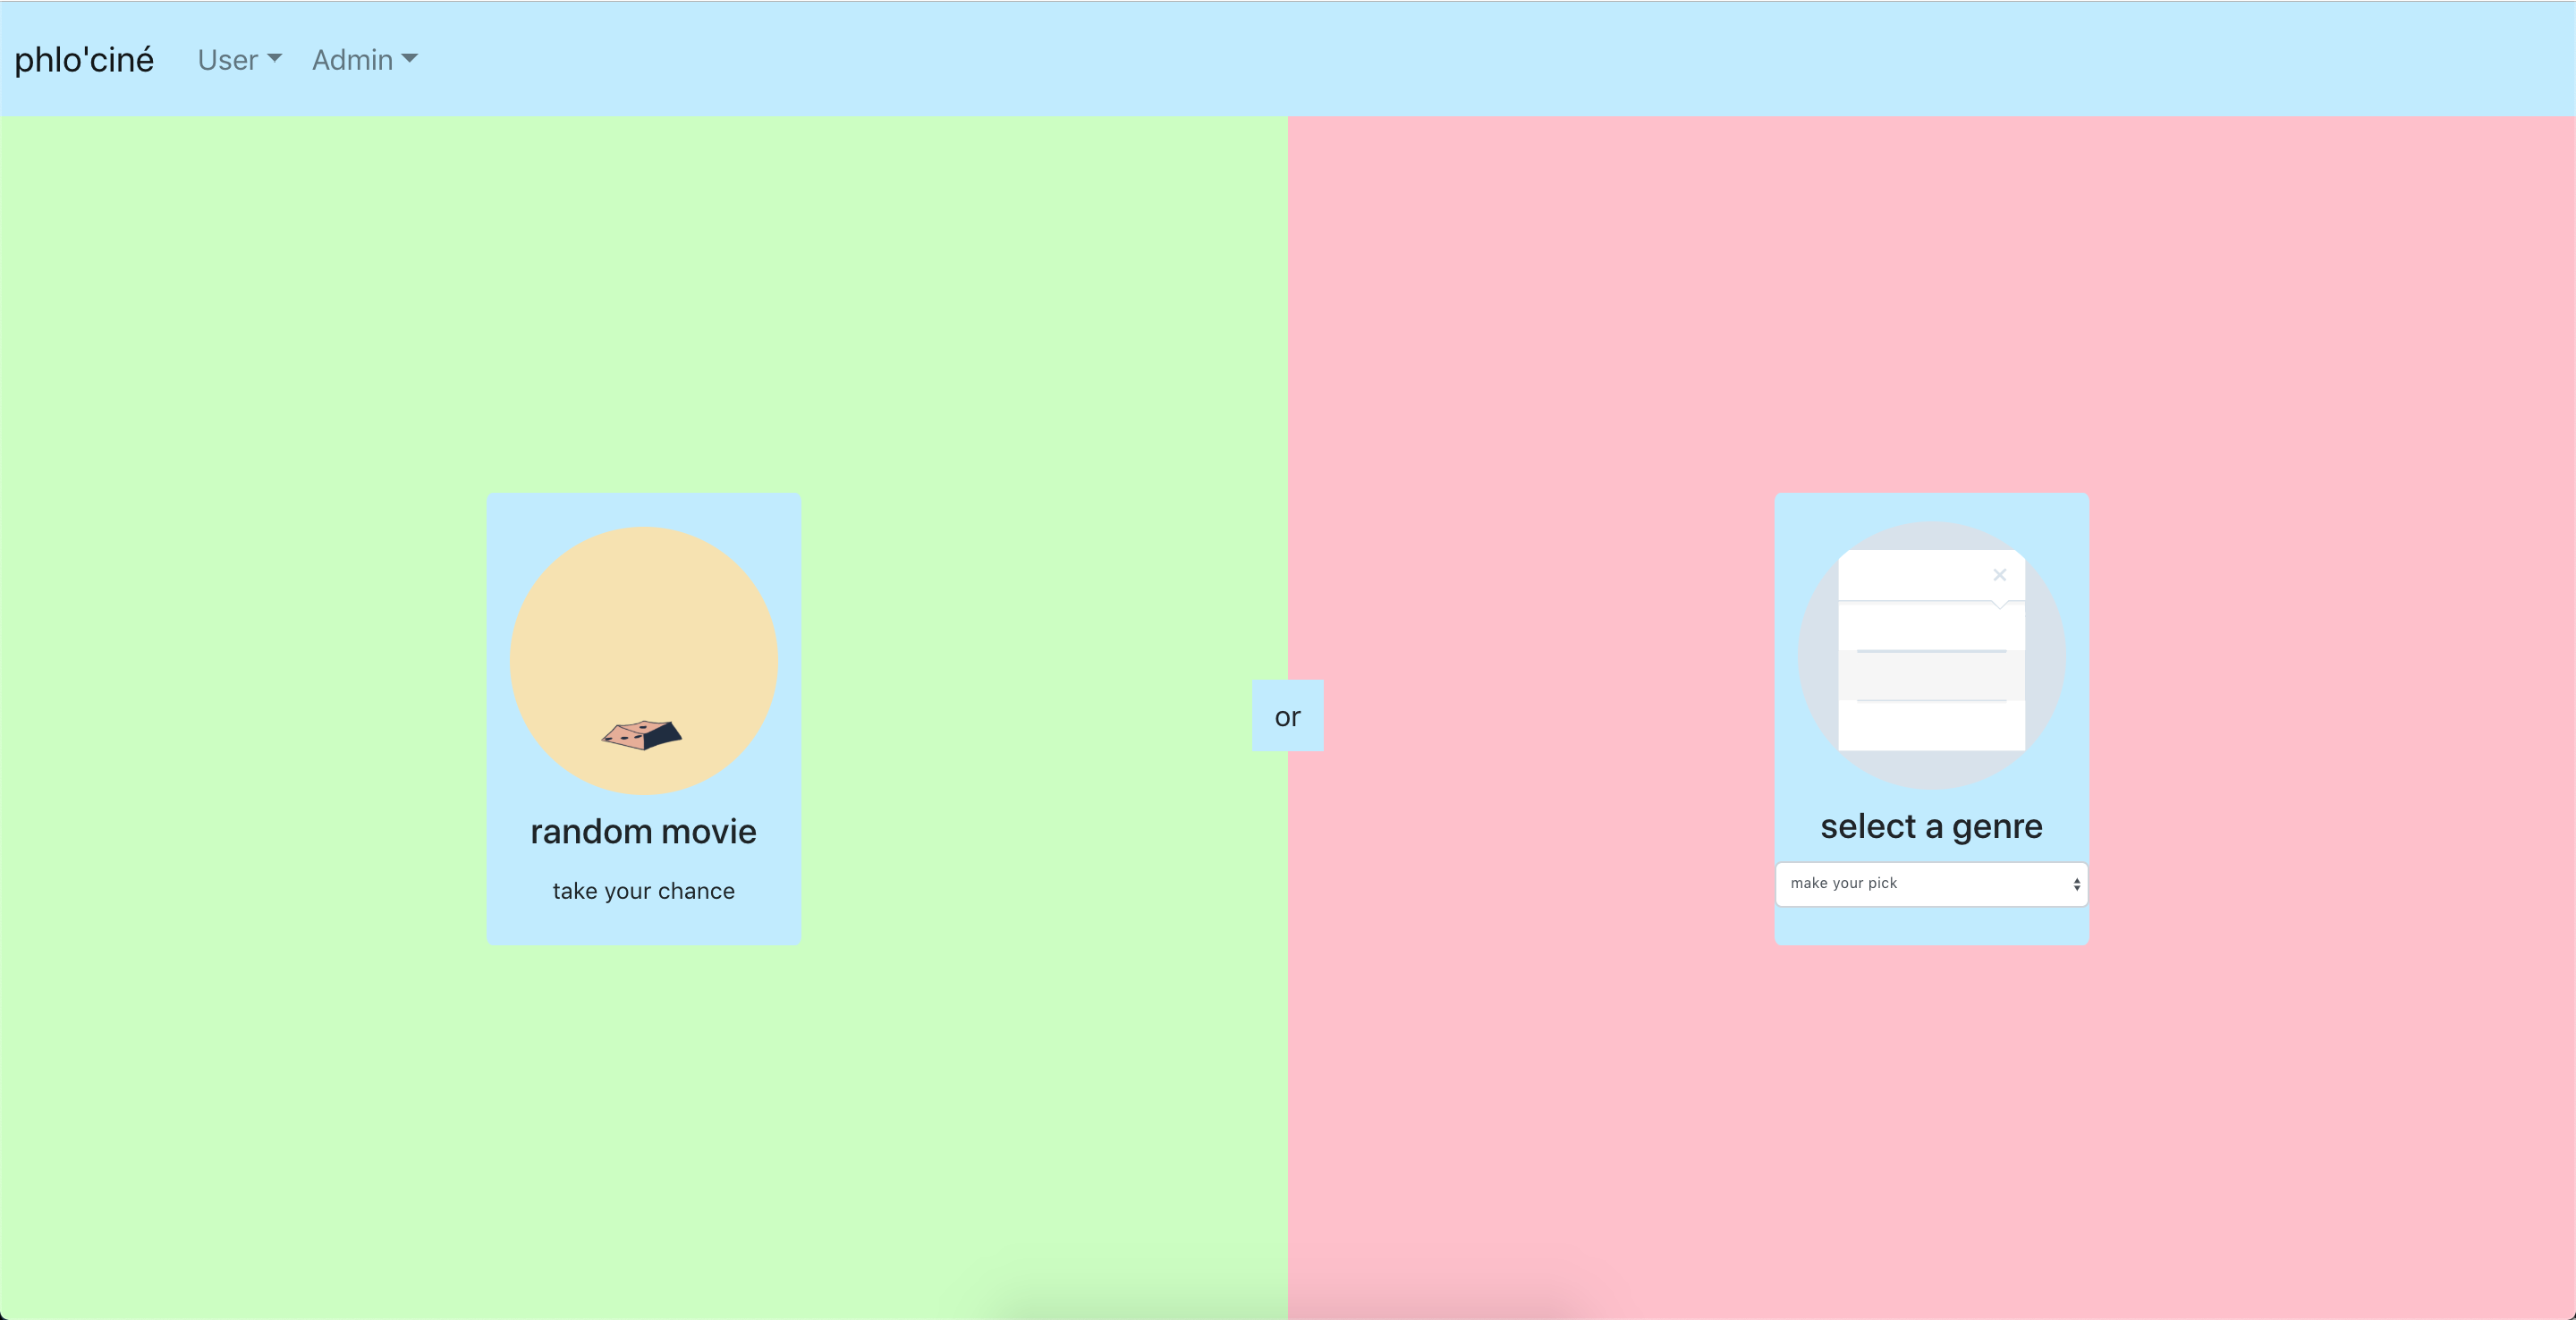 phlo'ciné User Admin
random movie
take your chance
or
select a genre
make your pick